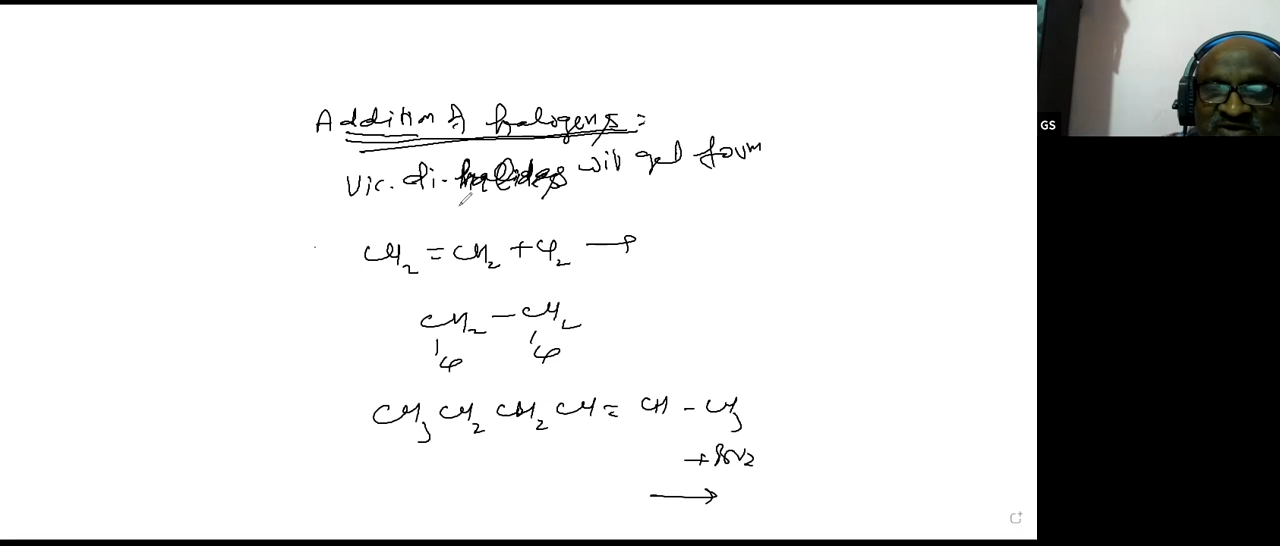 Addition of halogens :
Vic. di-halides will get form
CH₂ = CH₂ + Cl₂ →
CH₂ – CH₂
Cl Cl
CH₃ CH₂ CH₂ CH = CH – CH₃
+ Br₂
→
GS